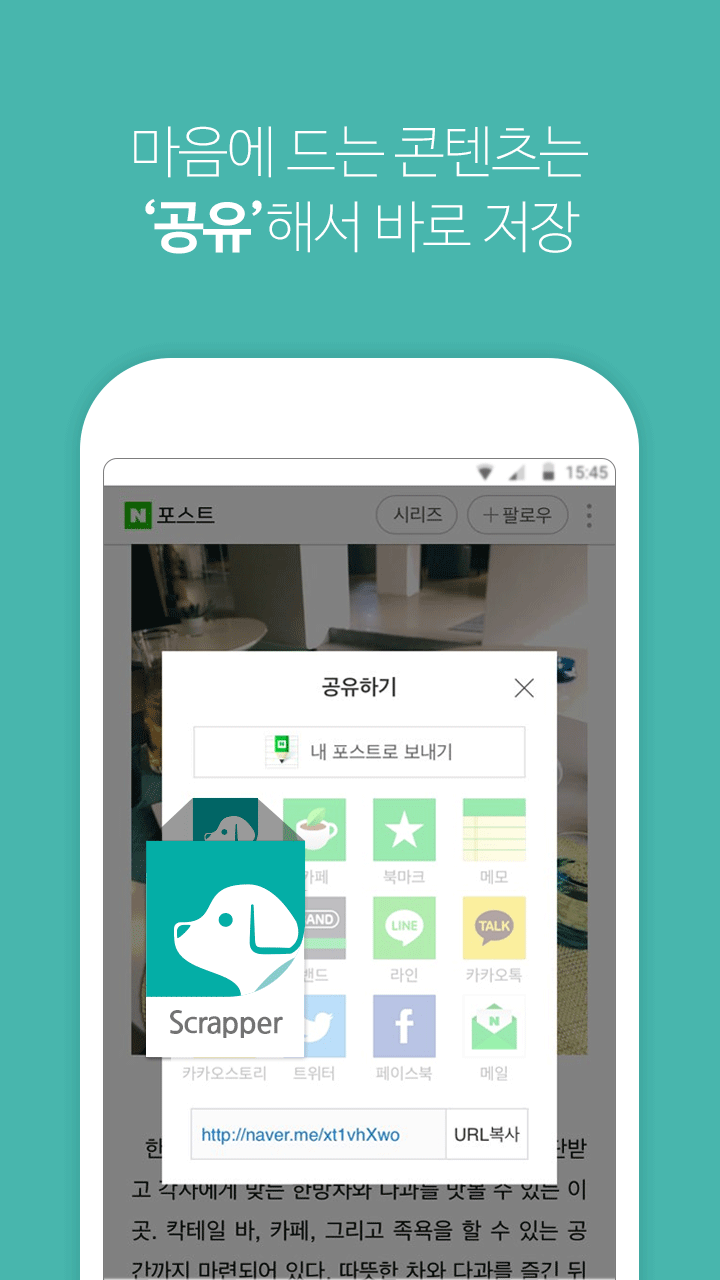 마음에 드는 콘텐츠는
‘공유’해서 바로 저장
15:45
N 포스트 시리즈 +팔로우
공유하기
내 포스트로 보내기
카페 북마크 메모
BAND LINE TALK
밴드 라인 카카오톡
Scrapper
카카오스토리 트위터 페이스북 메일
http://naver.me/xt1vhXwo URL복사
한 단받
고 각자에게 맞는 한방차와 다과를 맛볼 수 있는 이
곳. 칵테일 바, 카페, 그리고 족욕을 할 수 있는 공
간까지 마련되어 있다. 따뜻한 차와 다과를 즐긴 뒤